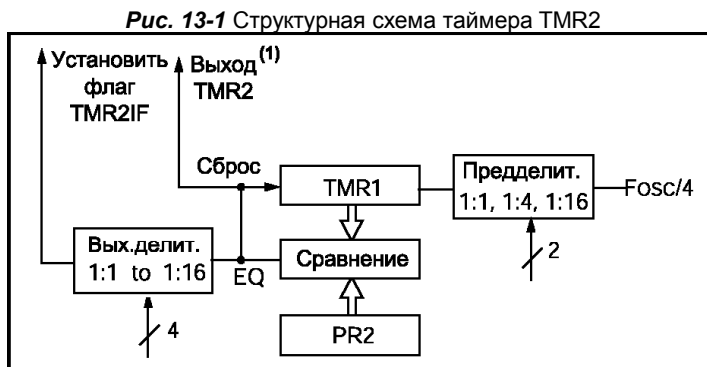 Рис. 13-1 Структурная схема таймера TMR2
Установить
флаг
TMR2IF
Выход(1)
TMR2
Сброс
TMR1
Предделит.
1:1, 1:4, 1:16
Fosc/4
Вых.делит.
1:1 to 1:16
EQ
Сравнение
2
4
PR2